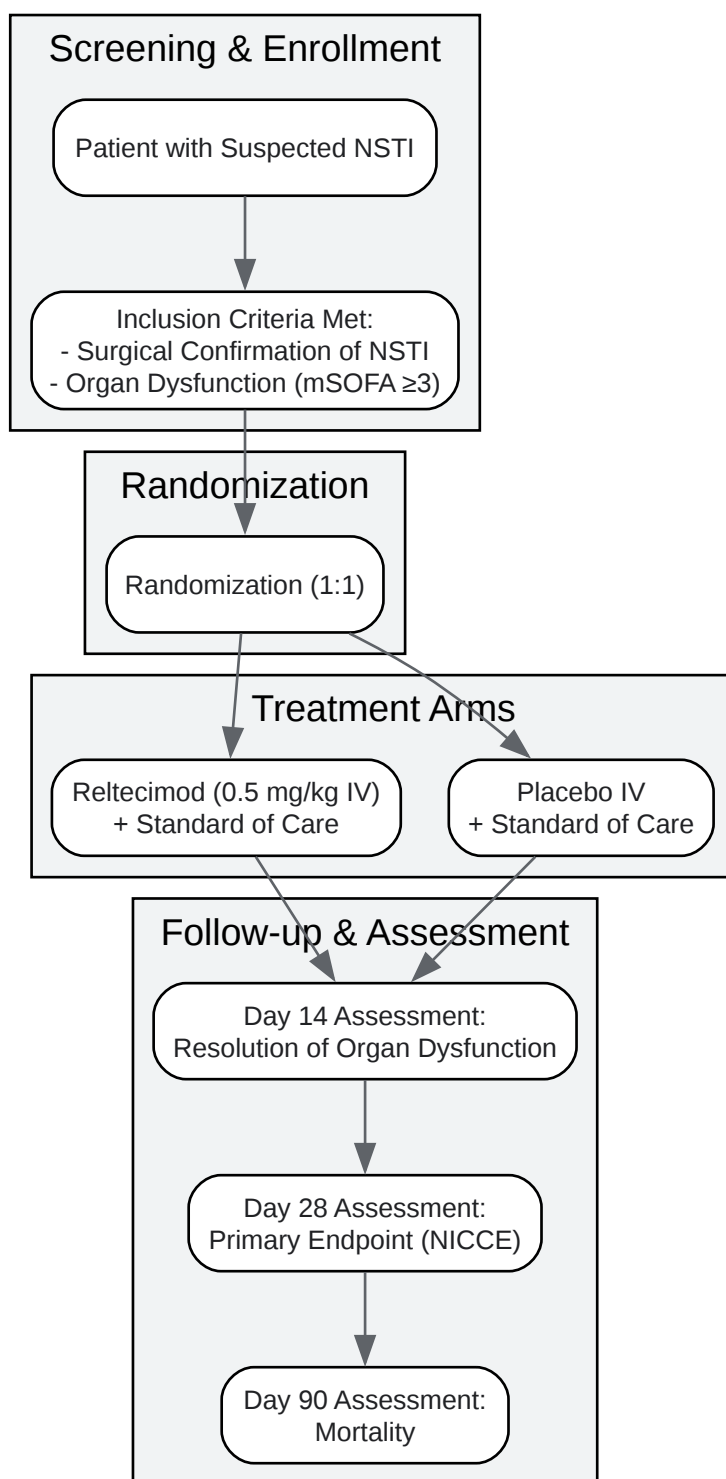 Screening & Enrollment
Patient with Suspected NSTI
Inclusion Criteria Met:
- Surgical Confirmation of NSTI
- Organ Dysfunction (mSOFA ≥3)
Randomization
Randomization (1:1)
Treatment Arms
Reltecimod (0.5 mg/kg IV)
+ Standard of Care
Placebo IV
+ Standard of Care
Follow-up & Assessment
Day 14 Assessment:
Resolution of Organ Dysfunction
Day 28 Assessment:
Primary Endpoint (NICCE)
Day 90 Assessment:
Mortality